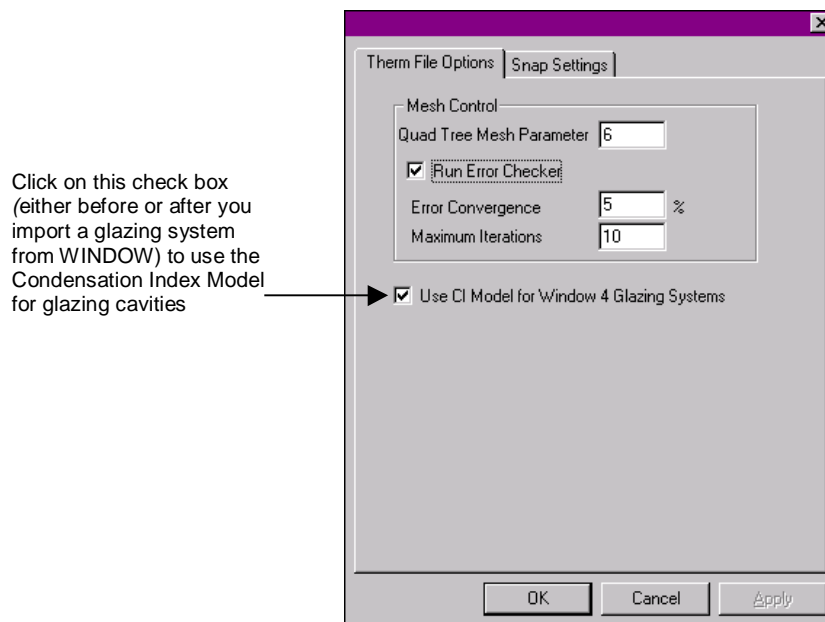 Therm File Options
Snap Settings
Mesh Control
Quad Tree Mesh Parameter 6
Run Error Checker
Error Convergence 5 %
Maximum Iterations 10
Click on this check box
(either before or after you
import a glazing system
from WINDOW) to use the
Condensation Index Model
for glazing cavities
Use CI Model for Window 4 Glazing Systems
OK
Cancel
Apply